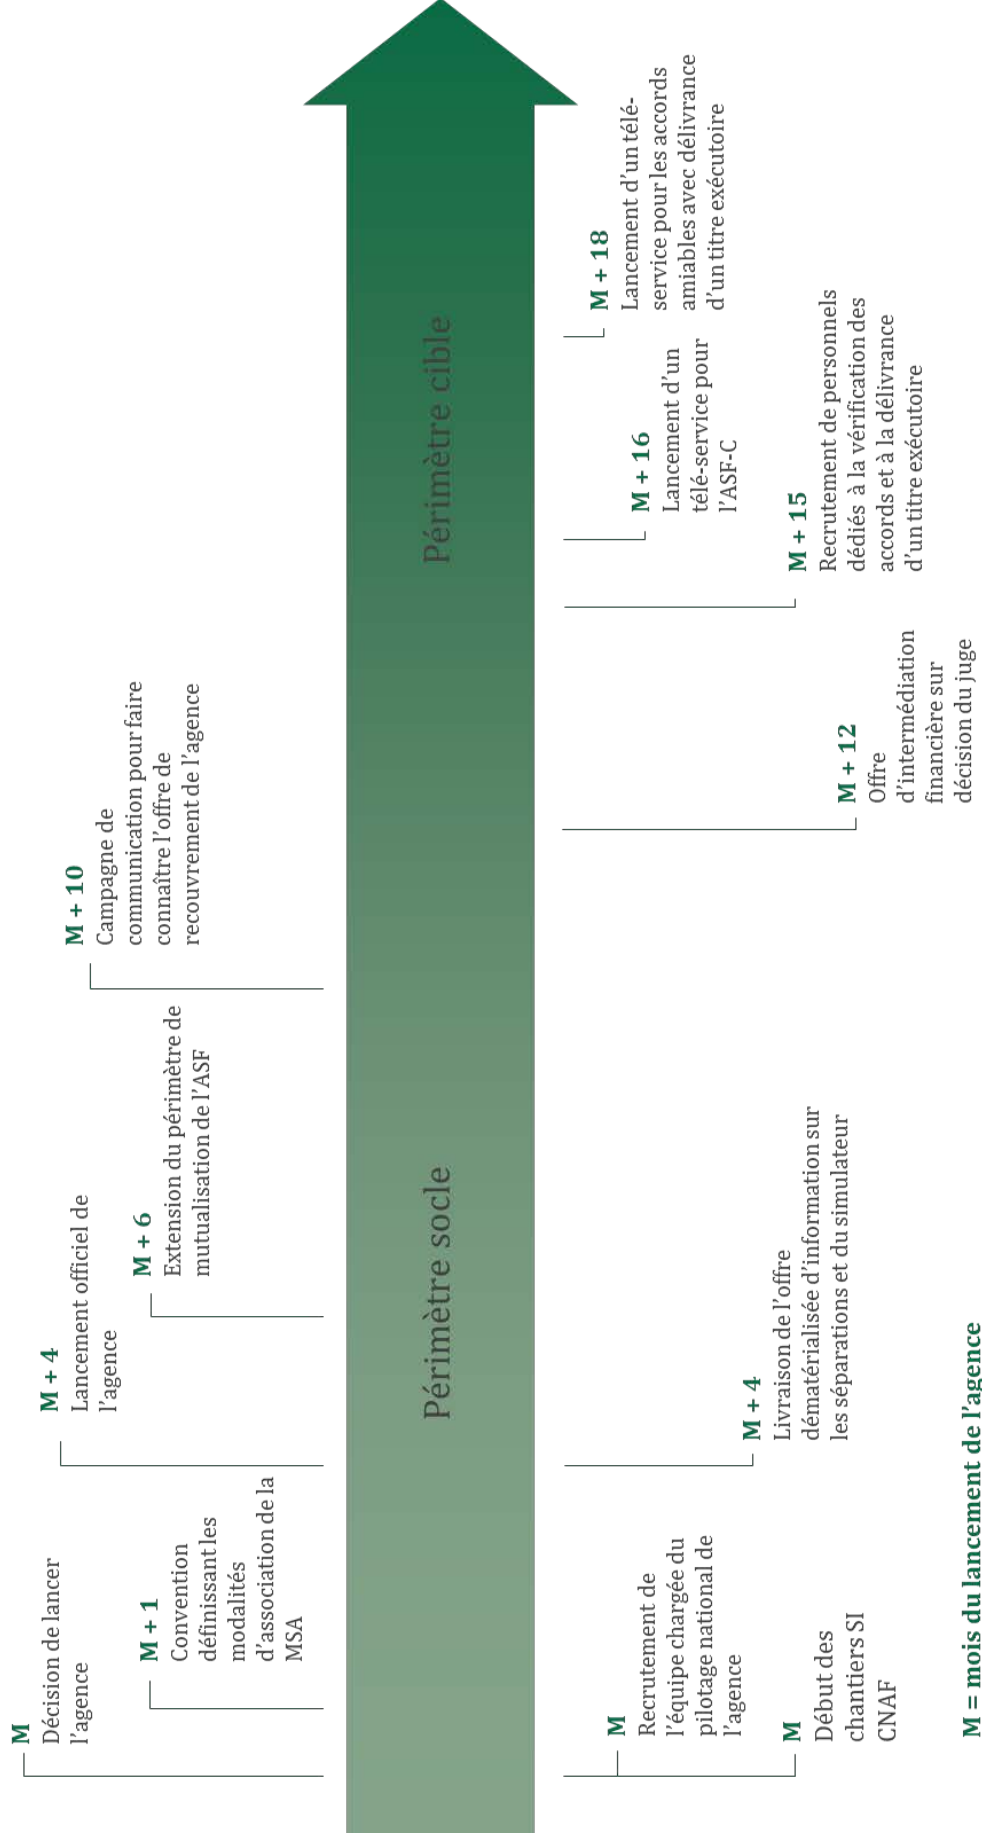 M
Décision de lancer
l’agence
M + 1
Convention
définissant les
modalités
d’association de la
MSA
M + 4
Lancement officiel de
l’agence
M + 6
Extension du périmètre de
mutualisation de l’ASF
M + 10
Campagne de
communication pour faire
connaître l’offre de
recouvrement de l’agence
Périmètre socle
Périmètre cible
M
Recrutement de
l’équipe chargée du
pilotage national de
l’agence
M
Début des
chantiers SI
CNAF
M + 4
Livraison de l’offre
dématérialisée d’information sur
les séparations et du simulateur
M + 12
Offre
d’intermédiation
financière sur
décision du juge
M + 15
Recrutement de personnels
dédiés à la vérification des
accords et à la délivrance
d’un titre exécutoire
M + 16
Lancement d’un
télé-service pour
l’ASF-C
M + 18
Lancement d’un télé-
service pour les accords
amiables avec délivrance
d’un titre exécutoire
M = mois du lancement de l’agence